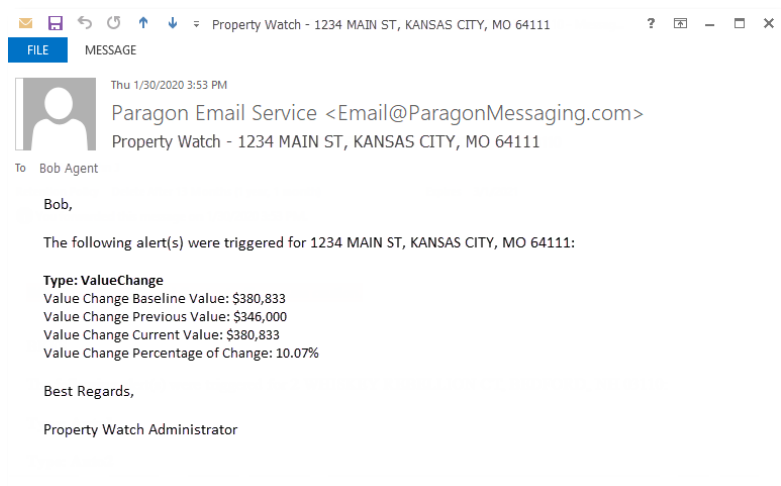 Property Watch - 1234 MAIN ST, KANSAS CITY, MO 64111
?
FILE MESSAGE
Thu 1/30/2020 3:53 PM
Paragon Email Service <Email@ParagonMessaging.com>
Property Watch - 1234 MAIN ST, KANSAS CITY, MO 64111
To Bob Agent
Bob,
The following alert(s) were triggered for 1234 MAIN ST, KANSAS CITY, MO 64111:
Type: ValueChange
Value Change Baseline Value: $380,833
Value Change Previous Value: $346,000
Value Change Current Value: $380,833
Value Change Percentage of Change: 10.07%
Best Regards,
Property Watch Administrator